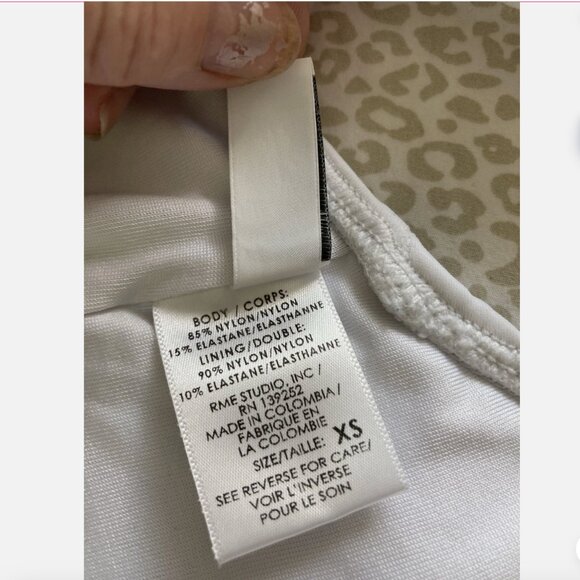 BODY / CORPS:
85% NYLON/NYLON
15% ELASTANE/ELASTHANNE
LINING/DOUBLE:
90% NYLON/NYLON
10% ELASTANE/ELASTHANNE
RME STUDIO, INC /
RN 139252
MADE IN COLOMBIA /
FABRIQUE EN
LA COLOMBIE
SIZE/TAILLE: XS
SEE REVERSE FOR CARE/
VOIR L'INVERSE
POUR LE SOIN